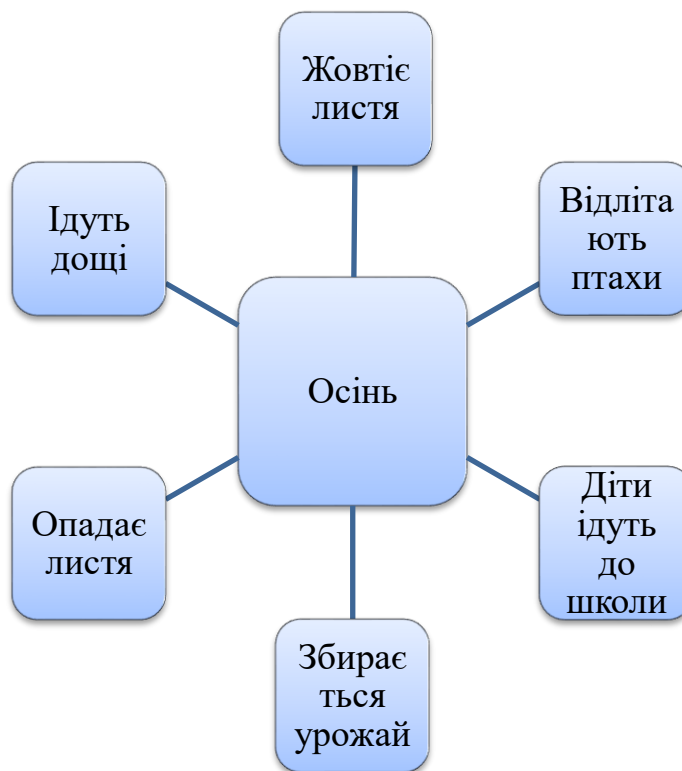 Жовтіє
листя
Відліта
ють
птахи
Діти
ідуть
до
школи
Збирає
ться
урожай
Опадає
листя
Ідуть
дощі
Осінь